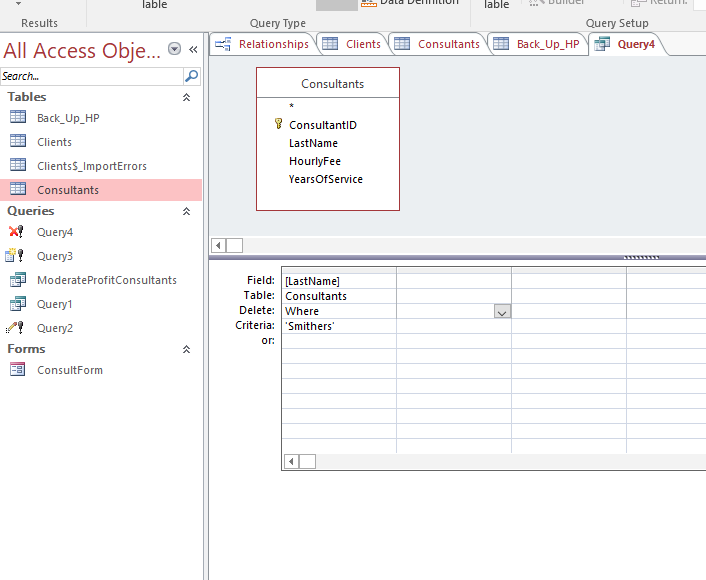 Table Data Definition Table Builder Return:
Results Query Type Query Setup
All Access Obje... «
Relationships Clients Consultants Back_Up_HP Query4
Search...
Tables
Back_Up_HP
Clients
Clients$_ImportErrors
Consultants
Queries
Query4
Query3
ModerateProfitConsultants
Query1
Query2
Forms
ConsultForm
Consultants
*
ConsultantID
LastName
HourlyFee
YearsOfService
Field: [LastName]
Table: Consultants
Delete: Where
Criteria: 'Smithers'
or: